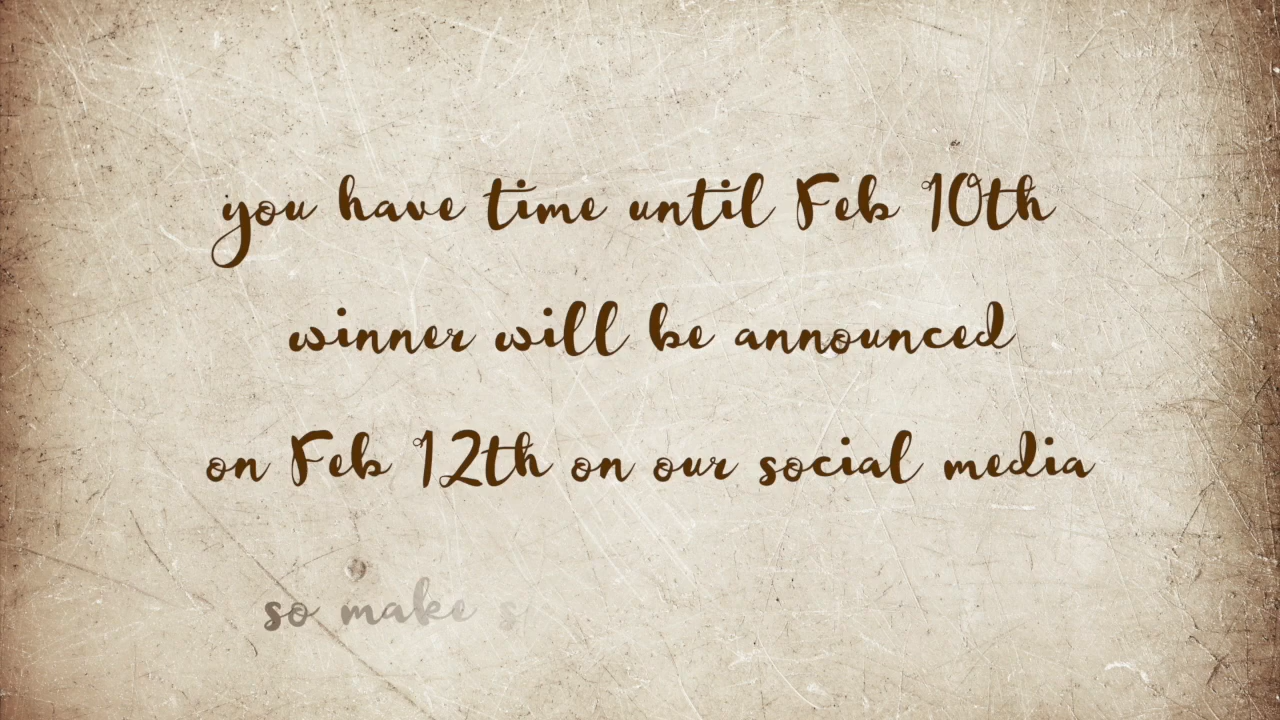 you have time until Feb 10th
winner will be announced
on Feb 12th on our social media
so make s